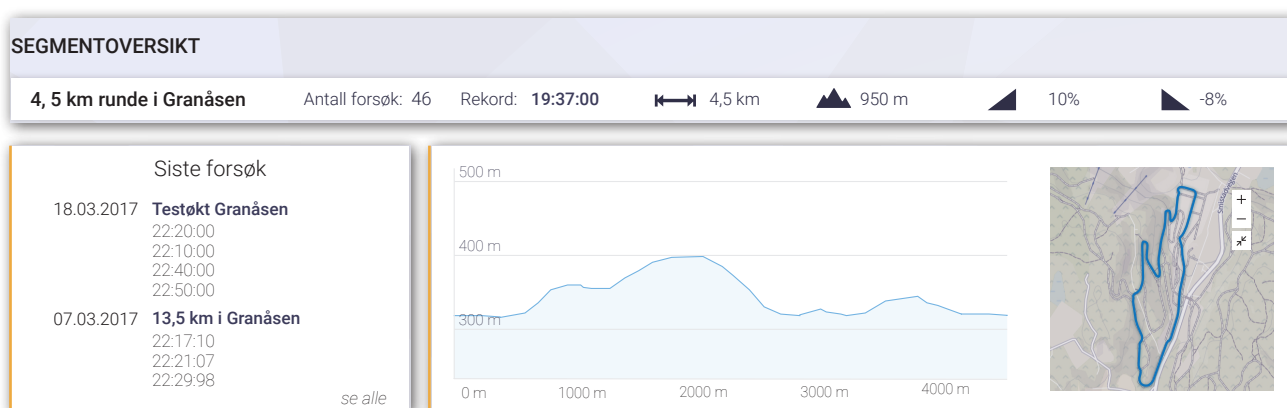 SEGMENTOVERSIKT
4, 5 km runde i Granåsen Antall forsøk: 46 Rekord: 19:37:00 4,5 km 950 m 10% -8%
Siste forsøk
18.03.2017 Testøkt Granåsen
22:20:00
22:10:00
22:40:00
22:50:00
07.03.2017 13,5 km i Granåsen
22:17:10
22:21:07
22:29:98
se alle
500 m
400 m
300 m
0 m 1000 m 2000 m 3000 m 4000 m
+
−